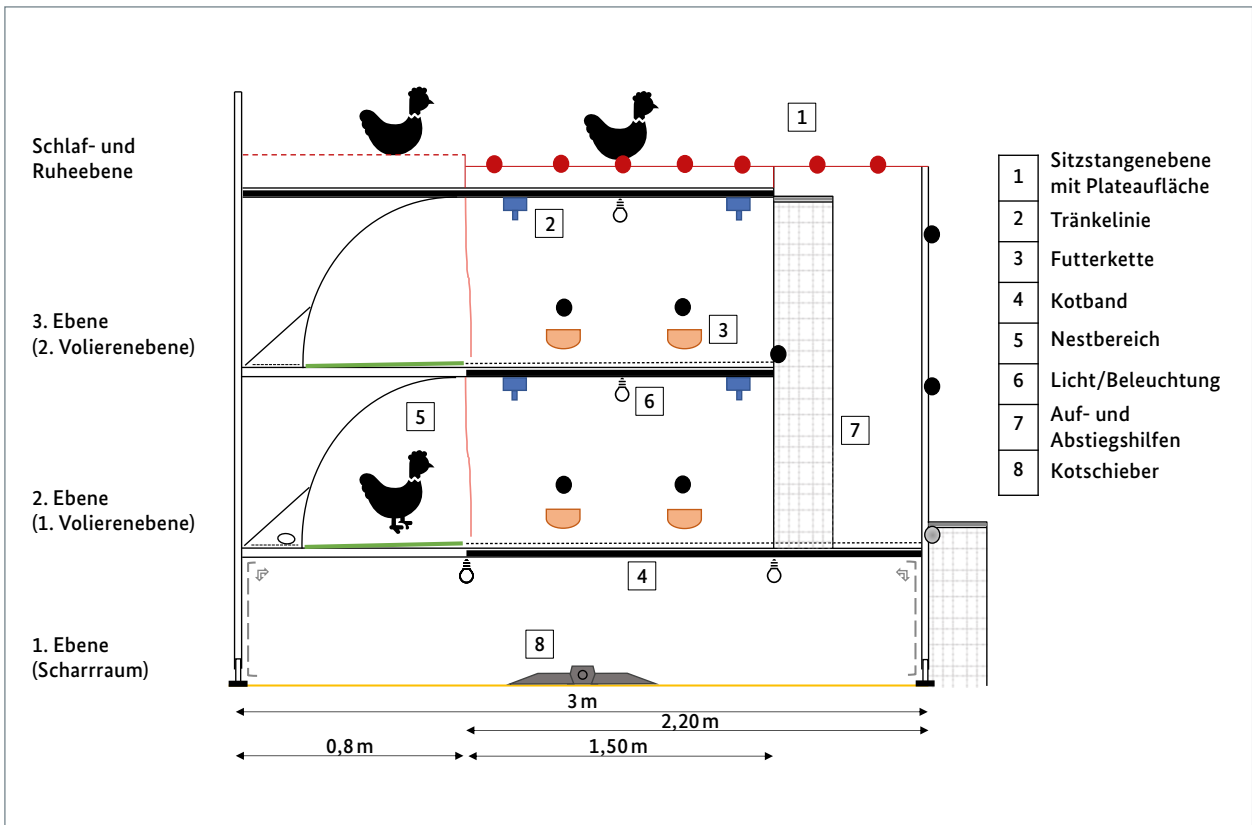 Schlaf- und
Ruheebene
3. Ebene
(2. Volierenebene)
2. Ebene
(1. Volierenebene)
1. Ebene
(Scharrraum)
1
2
3
5
6
7
4
8
3 m
2,20 m
0,8 m
1,50 m
1 Sitzstangenebene
mit Plateaufläche
2 Tränkelinie
3 Futterkette
4 Kotband
5 Nestbereich
6 Licht/Beleuchtung
7 Auf- und
Abstiegshilfen
8 Kotschieber